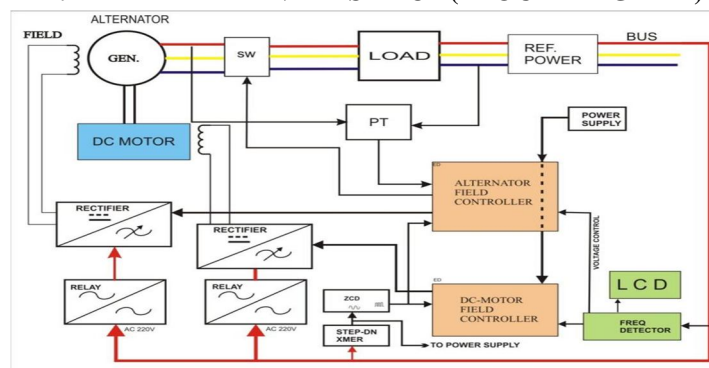 ALTERNATOR
FIELD
GEN.
SW
LOAD
REF.
POWER
BUS
PT
POWER
SUPPLY
DC MOTOR
ED
ALTERNATOR
FIELD
CONTROLLER
RECTIFIER
RECTIFIER
VOLTAGE CONTROL
RELAY
AC 220V
RELAY
AC 220V
ZCD
STEP-DN
XMER
ED
DC-MOTOR
FIELD
CONTROLLER
TO POWER SUPPLY
LCD
FREQ
DETECTOR